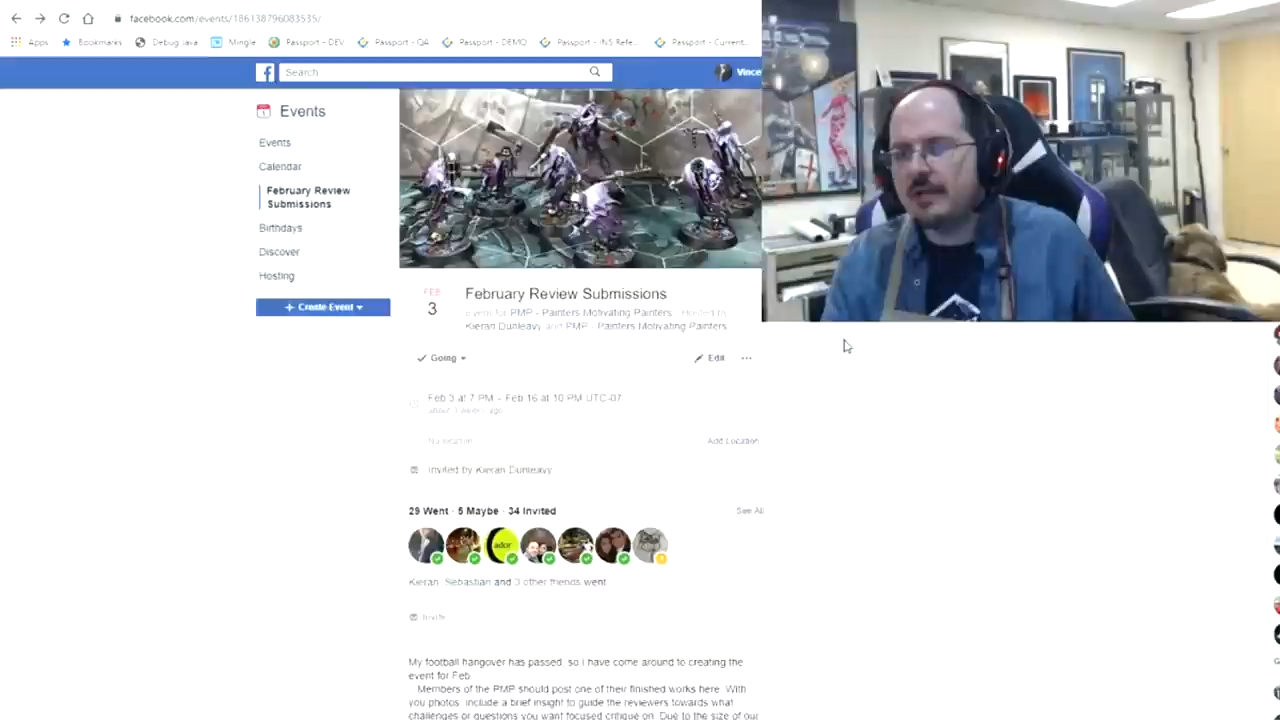 facebook.com/events/186138796083535/
Apps Bookmarks Debug Java Mingle Passport - DEV Passport - QA Passport - DEMO Passport - INS Refe... Passport - Current...
Search
Vince
Events
Events
Calendar
February Review
Submissions
Birthdays
Discover
Hosting
+ Create Event
FEB
3
February Review Submissions
Event for PMP - Painters Motivating Painters · Hosted by
Kieran Dunleavy and PMP - Painters Motivating Painters
Going
Edit
Feb 3 at 7 PM - Feb 16 at 10 PM UTC-07
No location
Add Location
Invited by Kieran Dunleavy
29 Went · 5 Maybe · 34 Invited
See All
ador
Kieran, Sebastian and 3 other friends went
Invite
My football hangover has passed, so i have come around to creating the
event for Feb.
Members of the PMP should post one of their finished works here. With
you photos, include a brief insight to guide the reviewers towards what
challenges or questions you want focused critique on. Due to the size of our